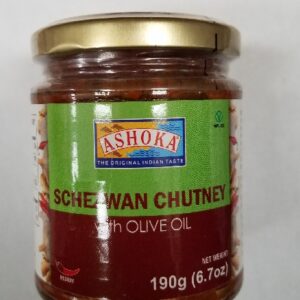 ASHOKA
THE ORIGINAL INDIAN TASTE
SCHEZWAN CHUTNEY
with OLIVE OIL
NET WEIGHT
190g (6.7oz)